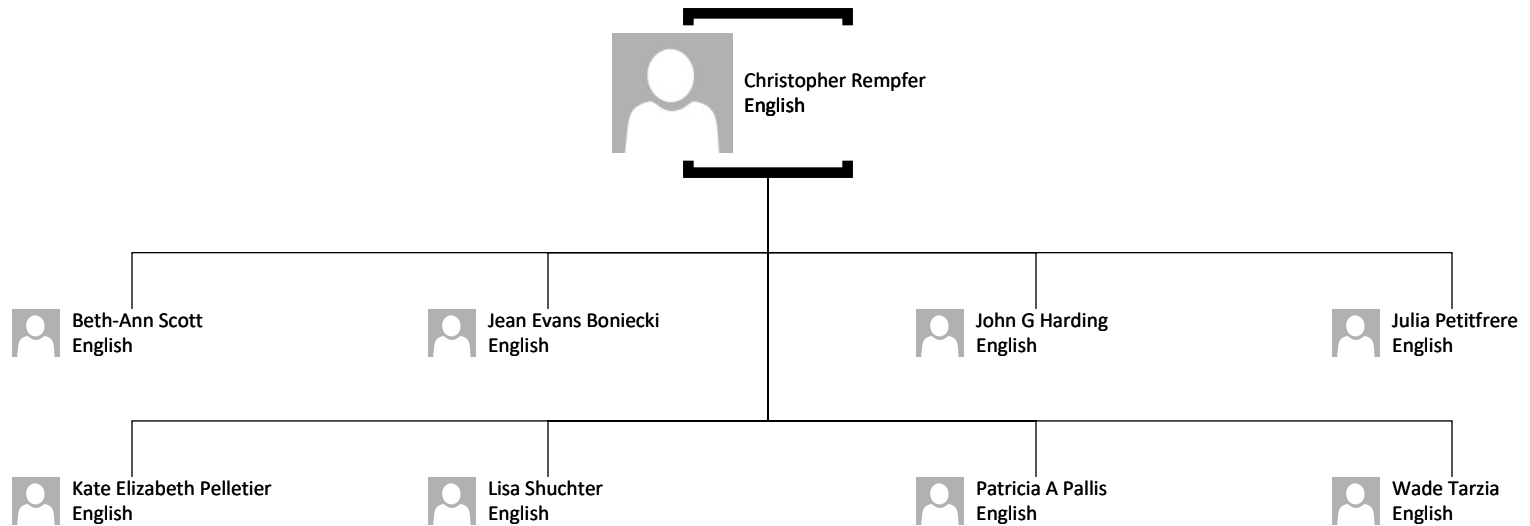 Christopher Rempfer
English
Beth-Ann Scott
English
Jean Evans Boniecki
English
John G Harding
English
Julia Petitfrere
English
Kate Elizabeth Pelletier
English
Lisa Shuchter
English
Patricia A Pallis
English
Wade Tarzia
English